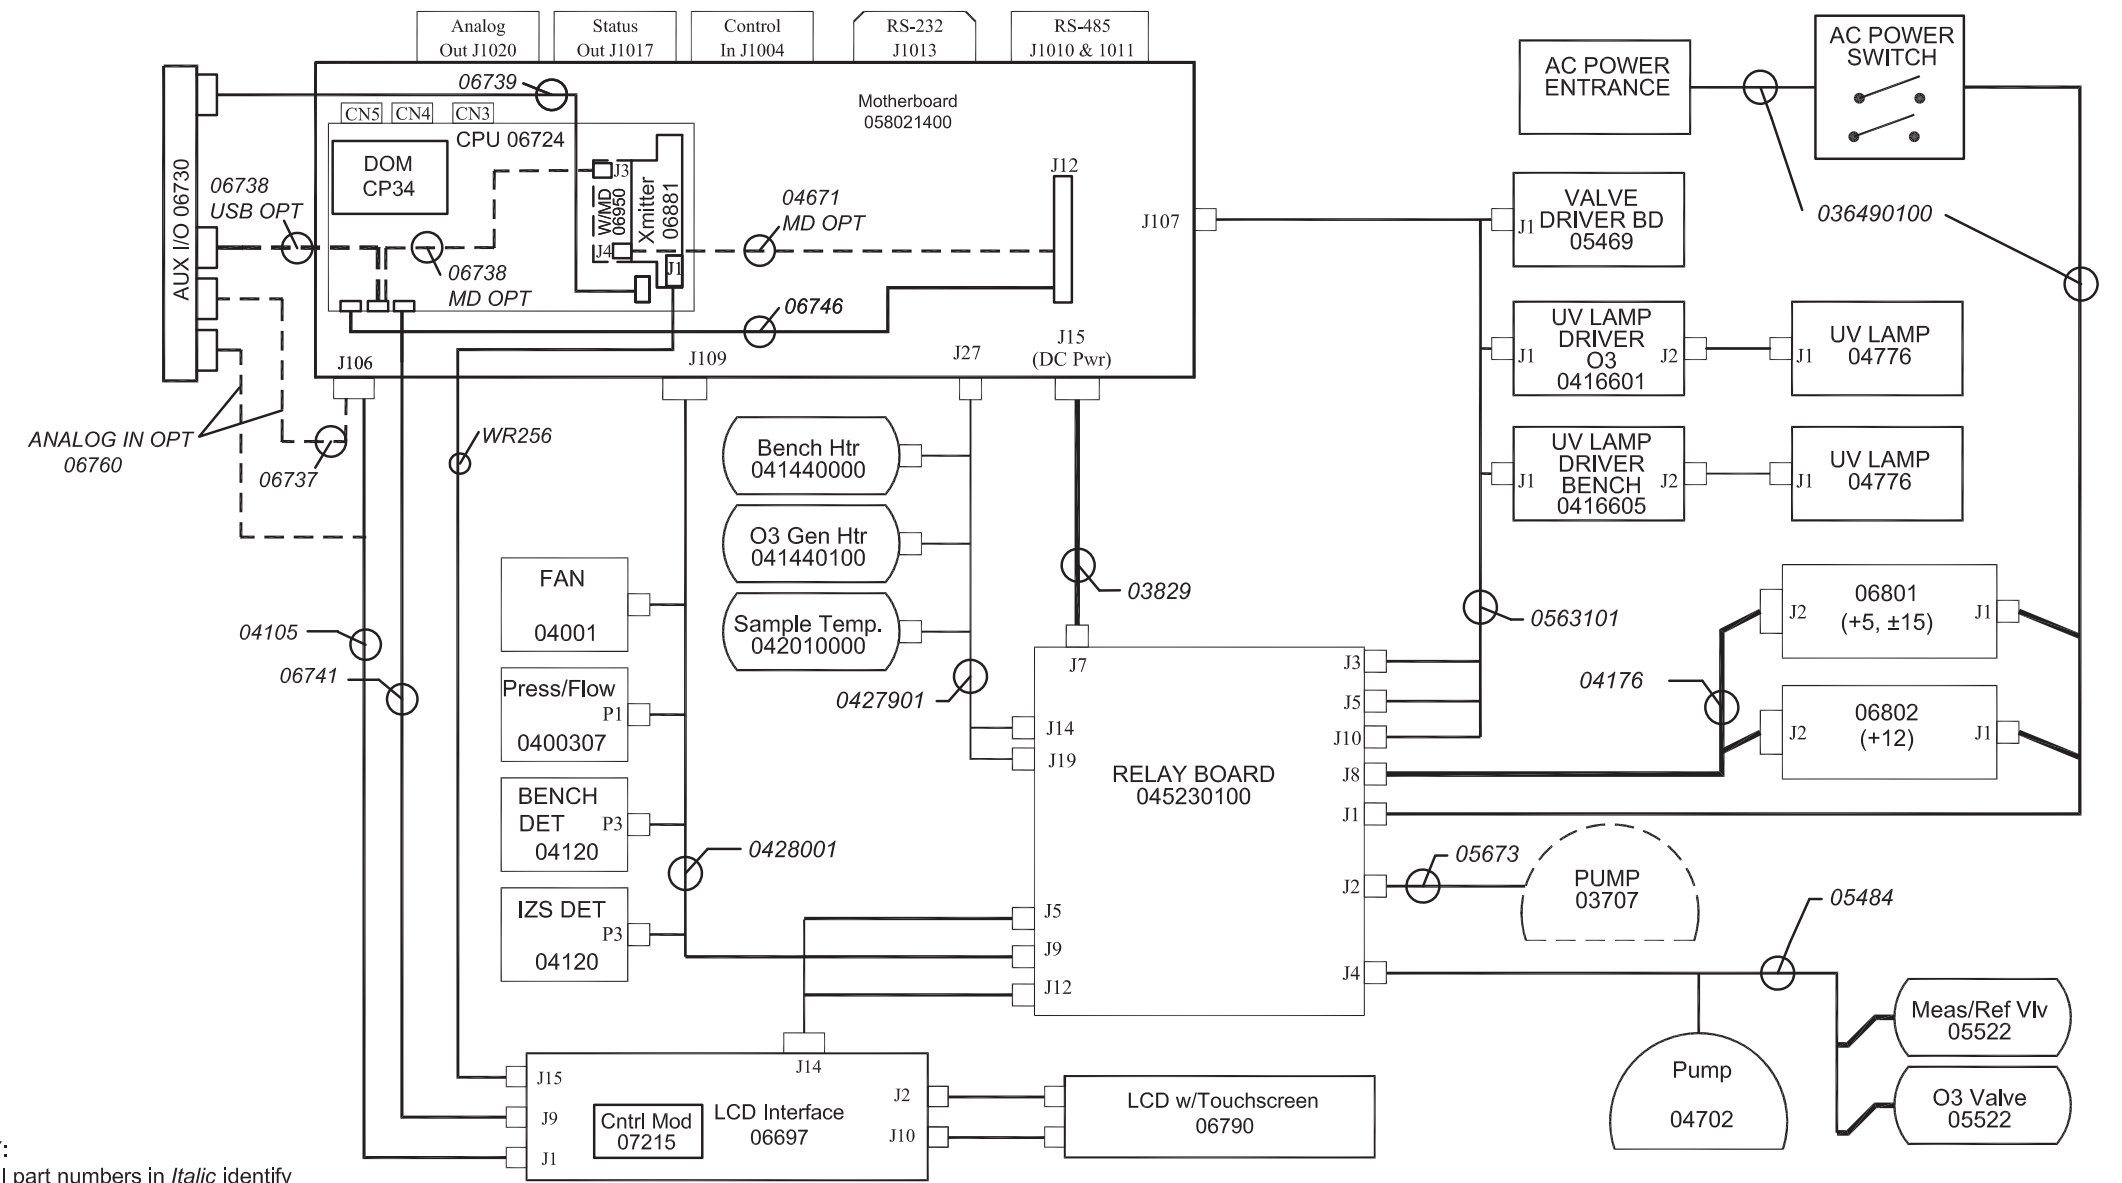 Analog
Out J1020
Status
Out J1017
Control
In J1004
RS-232
J1013
RS-485
J1010 & 1011
AUX I/O 06730
06739
Motherboard
058021400
CN5
CN4
CN3
CPU 06724
DOM
CP34
J3
W/MD
06950
J4
Xmitter
06881
J1
06738
USB OPT
06738
MD OPT
04671
MD OPT
06746
J12
J107
J106
J109
J27
J15
(DC Pwr)
ANALOG IN OPT
06760
06737
WR256
04105
06741
Bench Htr
041440000
O3 Gen Htr
041440100
Sample Temp.
042010000
0427901
03829
FAN
04001
Press/Flow
P1
0400307
BENCH
DET
P3
04120
IZS DET
P3
04120
0428001
AC POWER
ENTRANCE
AC POWER
SWITCH
036490100
J1
VALVE
DRIVER BD
05469
UV LAMP
DRIVER
O3
0416601
J1
J2
J1
UV LAMP
04776
UV LAMP
DRIVER
BENCH
0416605
J1
J2
J1
UV LAMP
04776
0563101
06801
(+5, ±15)
J2
J1
04176
06802
(+12)
J2
J1
RELAY BOARD
045230100
J7
J14
J19
J5
J9
J12
J3
J5
J10
J8
J1
J2
J4
05673
PUMP
03707
05484
Pump
04702
Meas/Ref Vlv
05522
O3 Valve
05522
J14
J15
J9
J1
Cntrl Mod
07215
LCD Interface
06697
J2
J10
LCD w/Touchscreen
06790
part numbers in Italic identify